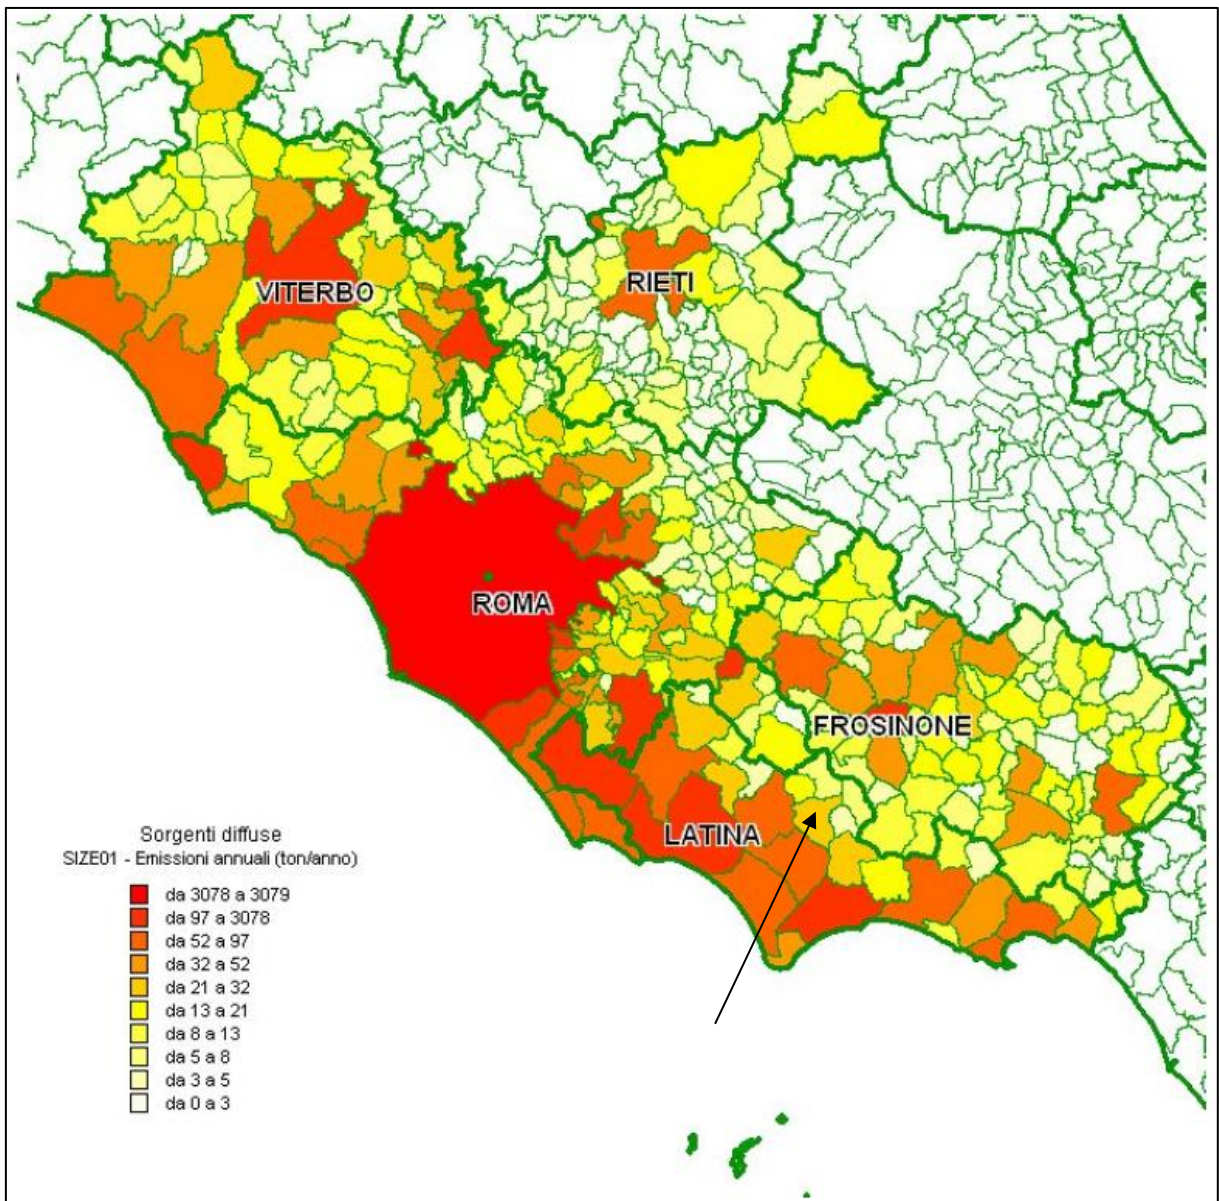 VITERBO
RIETI
ROMA
FROSINONE
LATINA
Sorgenti diffuse
SIZE01 - Emissioni annuali (ton/anno)
da 3078 a 3079
da 97 a 3078
da 52 a 97
da 32 a 52
da 21 a 32
da 13 a 21
da 8 a 13
da 5 a 8
da 3 a 5
da 0 a 3